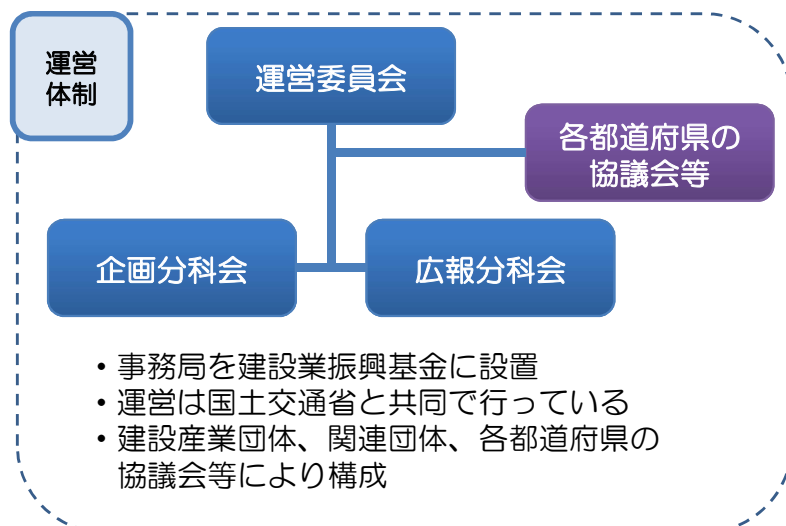 運営
体制
運営委員会
各都道府県の
協議会等
企画分科会
広報分科会
・事務局を建設業振興基金に設置
・運営は国土交通省と共同で行っている
・建設産業団体、関連団体、各都道府県の
協議会等により構成